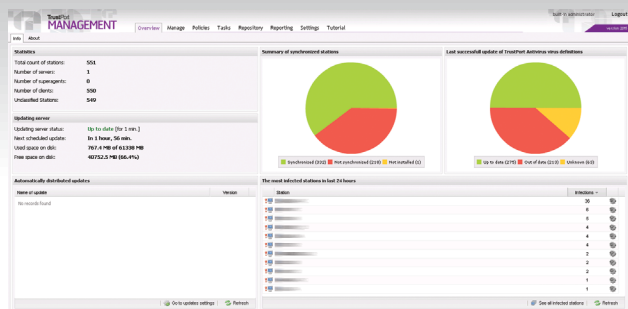 TrustPort
MANAGEMENT
built-in administrator Logout
Overview Manage Policies Tasks Repository Reporting Settings Tutorial
Info About
Statistics
Total count of stations: 551
Number of servers: 1
Number of superagents: 0
Number of clients: 550
Unclassified Stations: 549
Updating server
Updating server status: Up to date [for 1 min.]
Next scheduled update: In 1 hour, 56 min.
Used space on disk: 767.4 MB of 61338 MB
Free space on disk: 40752.5 MB (66.4%)
Summary of synchronized stations
Synchronized (332) Not synchronized (218) Not installed (1)
Last successfull update of TrustPort Antivirus virus definitions
Up to date (275) Out of date (213) Unknown (63)
Automatically distributed updates
Name of update Version
No records found
Go to updates settings Refresh
The most infected stations in last 24 hours
Station Infections
36
8
5
4
4
4
2
2
2
1
1
See all infected stations Refresh